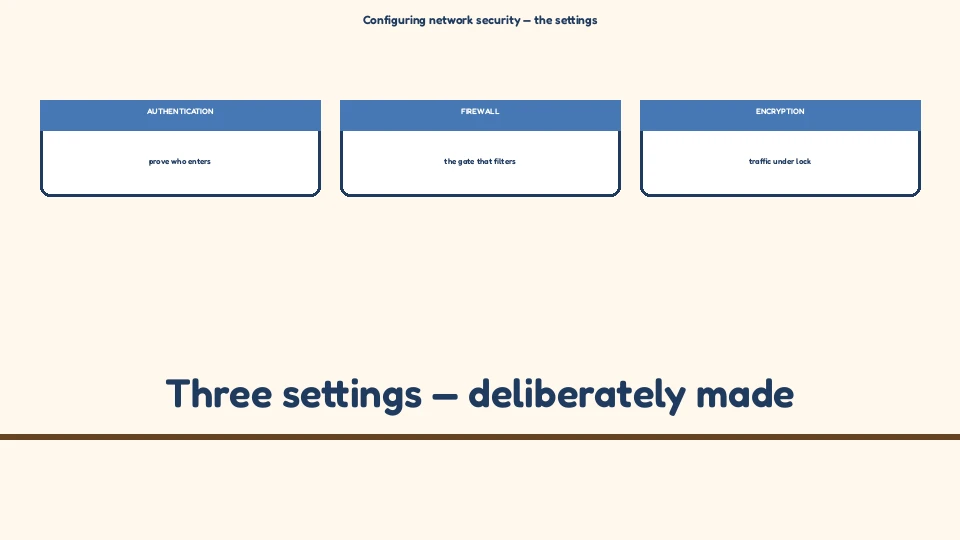 Configuring network security — the settings
AUTHENTICATION
prove who enters
FIREWALL
the gate that filters
ENCRYPTION
traffic under lock
Three settings — deliberately made